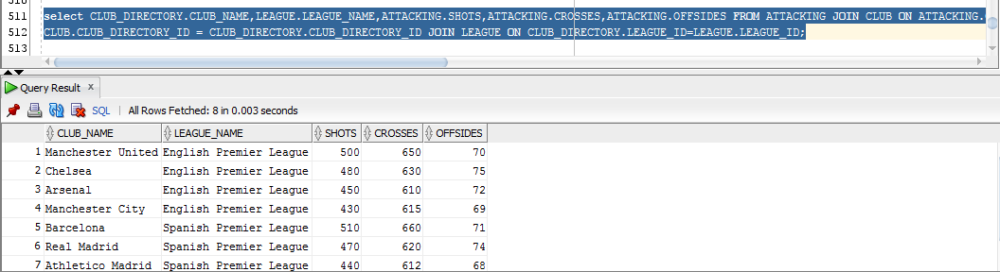 510
511 select CLUB_DIRECTORY.CLUB_NAME,LEAGUE.LEAGUE_NAME,ATTACKING.SHOTS,ATTACKING.CROSSES,ATTACKING.OFFSIDES FROM ATTACKING JOIN CLUB ON ATTACKING.
512 CLUB.CLUB_DIRECTORY_ID = CLUB_DIRECTORY.CLUB_DIRECTORY_ID JOIN LEAGUE ON CLUB_DIRECTORY.LEAGUE_ID=LEAGUE.LEAGUE_ID;
513
Query Result x
SQL | All Rows Fetched: 8 in 0.003 seconds
CLUB_NAME LEAGUE_NAME SHOTS CROSSES OFFSIDES
1 Manchester United English Premier League 500 650 70
2 Chelsea English Premier League 480 630 75
3 Arsenal English Premier League 450 610 72
4 Manchester City English Premier League 430 615 69
5 Barcelona Spanish Premier League 510 660 71
6 Real Madrid Spanish Premier League 470 620 74
7 Athletico Madrid Spanish Premier League 440 612 68